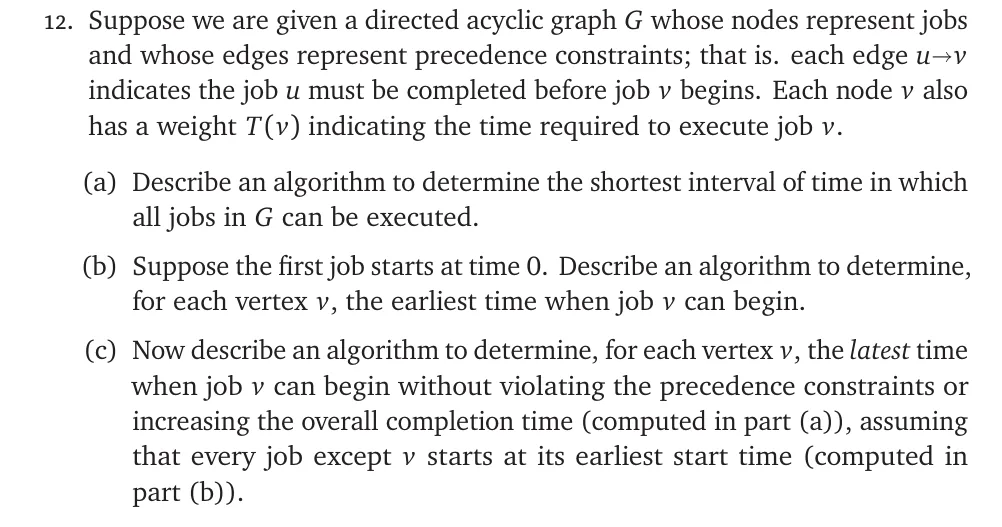 12. Suppose we are given a directed acyclic graph G whose nodes represent jobs
and whose edges represent precedence constraints; that is. each edge u→v
indicates the job u must be completed before job v begins. Each node v also
has a weight T(v) indicating the time required to execute job v.
(a) Describe an algorithm to determine the shortest interval of time in which
all jobs in G can be executed.
(b) Suppose the first job starts at time 0. Describe an algorithm to determine,
for each vertex v, the earliest time when job v can begin.
(c) Now describe an algorithm to determine, for each vertex v, the latest time
when job v can begin without violating the precedence constraints or
increasing the overall completion time (computed in part (a)), assuming
that every job except v starts at its earliest start time (computed in
part (b)).